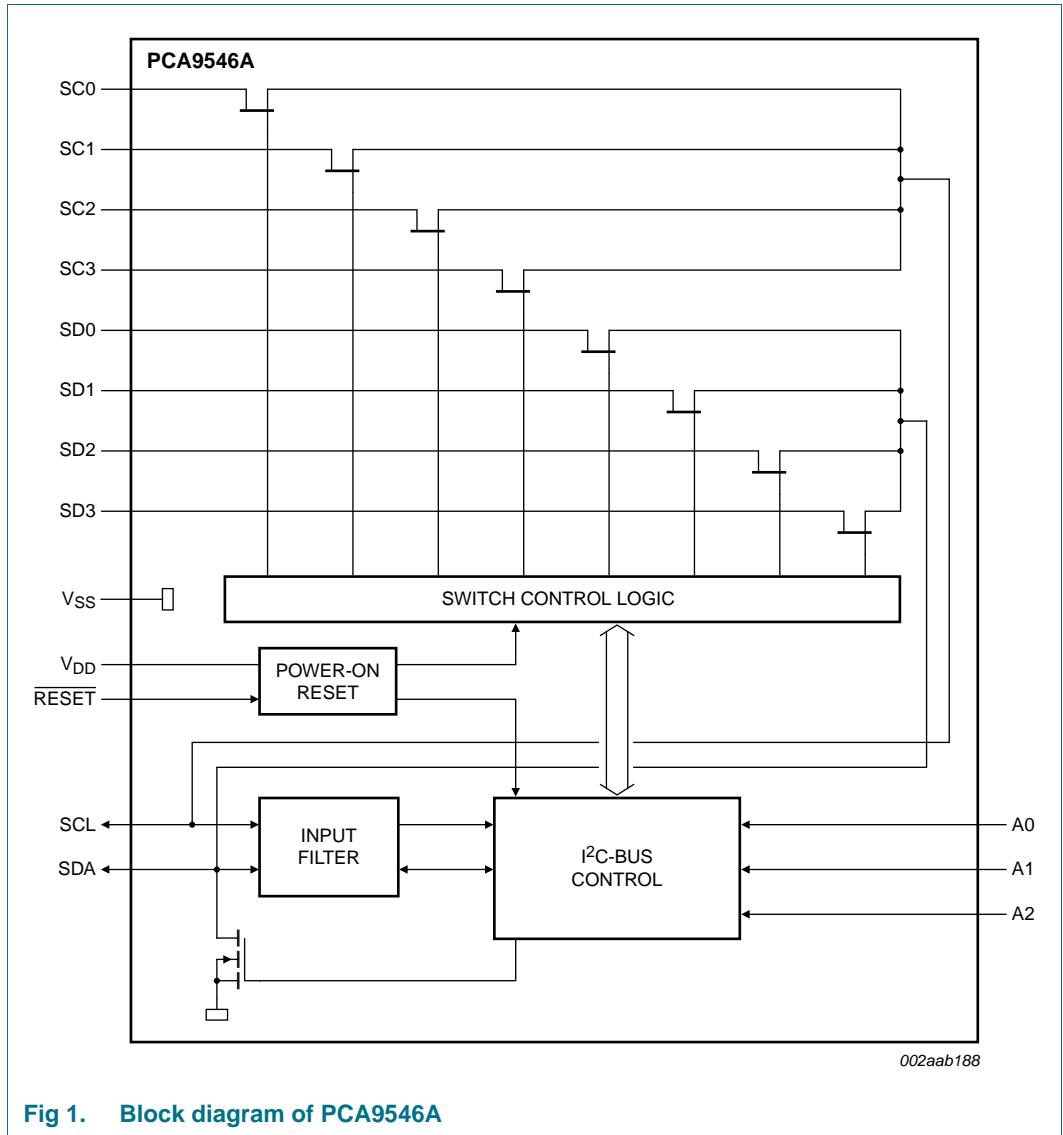 PCA9546A
SC0
SC1
SC2
SC3
SD0
SD1
SD2
SD3
SWITCH CONTROL LOGIC
VSS
VDD
RESET
POWER-ON
RESET
SCL
SDA
INPUT
FILTER
I2C-BUS
CONTROL
A0
A1
A2
002aab188
Fig 1. Block diagram of PCA9546A